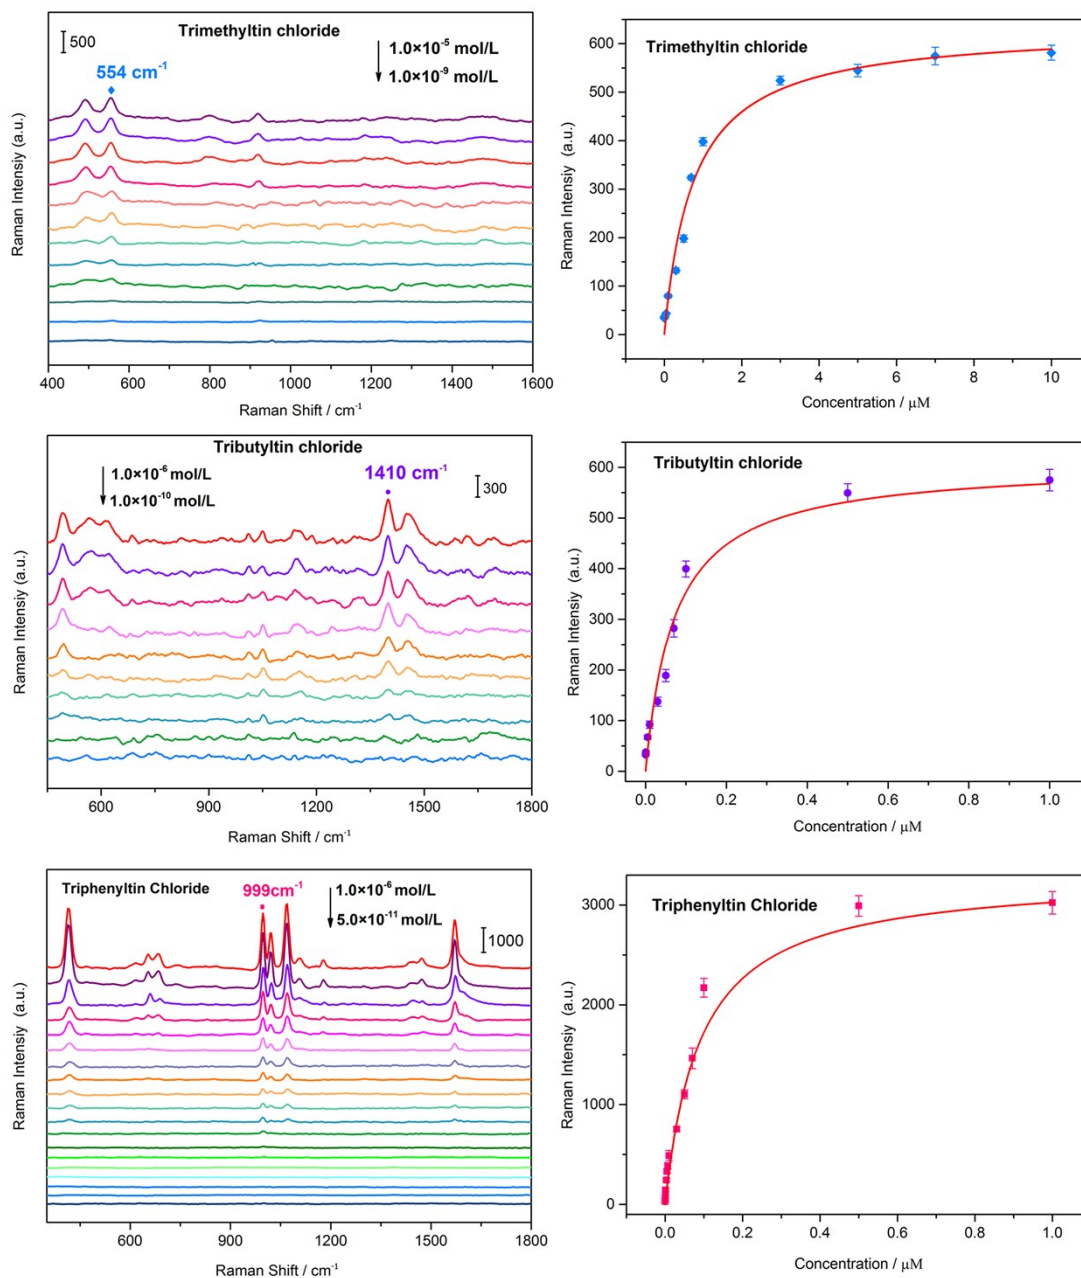 Trimethyltin chloride
500
1.0×10⁻⁵ mol/L
1.0×10⁻⁹ mol/L
554 cm⁻¹
Raman Intensiy (a.u.)
400 600 800 1000 1200 1400 1600
Raman Shift / cm⁻¹
Trimethyltin chloride
Raman Intensiy (a.u.)
600
500
400
300
200
100
0
0 2 4 6 8 10
Concentration / μM
Tributyltin chloride
1.0×10⁻⁶ mol/L
1.0×10⁻¹⁰ mol/L
1410 cm⁻¹
300
Raman Intensiy (a.u.)
600 900 1200 1500 1800
Raman Shift / cm⁻¹
Tributyltin chloride
Raman Intensiy (a.u.)
600
500
400
300
200
100
0
0.0 0.2 0.4 0.6 0.8 1.0
Concentration / μM
Triphenyltin Chloride
999cm⁻¹
1.0×10⁻⁶ mol/L
5.0×10⁻¹¹ mol/L
1000
Raman Intensiy (a.u.)
600 900 1200 1500 1800
Raman Shift / cm⁻¹
Triphenyltin Chloride
Raman Intensiy (a.u.)
3000
2000
1000
0
0.0 0.2 0.4 0.6 0.8 1.0
Concentration / μM